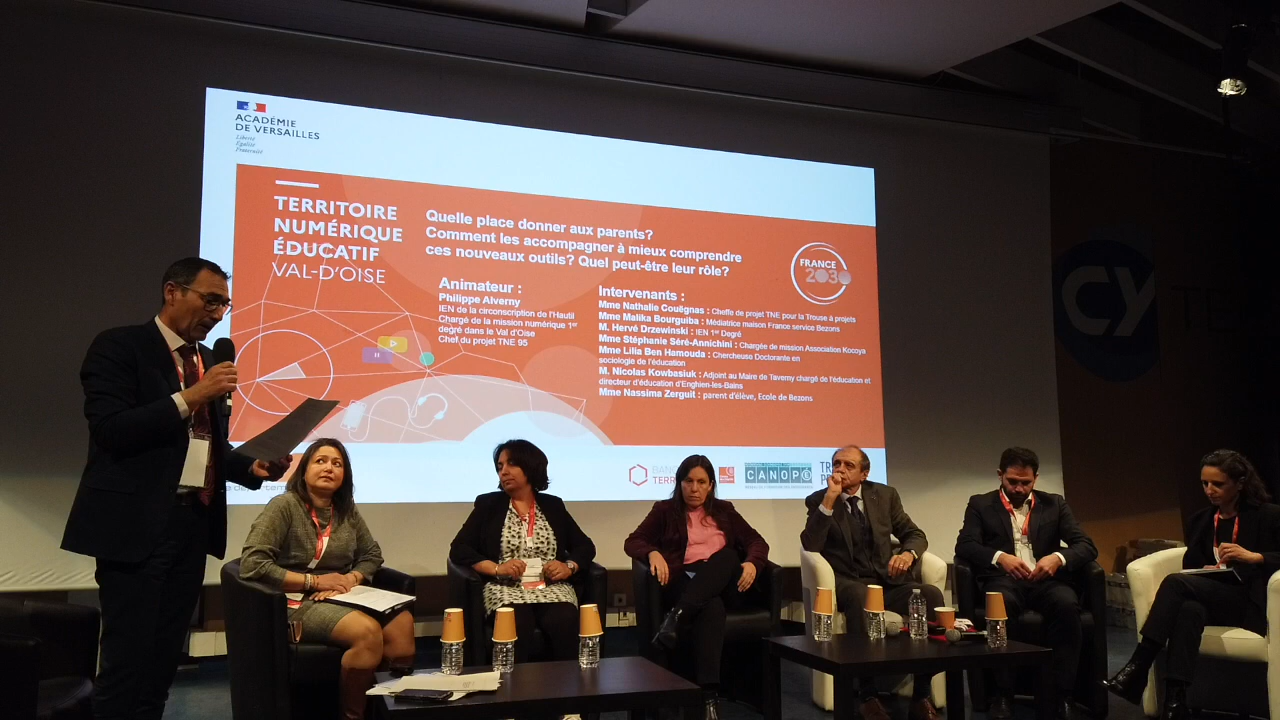 ACADÉMIE
DE VERSAILLES
Liberté
Égalité
Fraternité
TERRITOIRE
NUMÉRIQUE
ÉDUCATIF
VAL-D'OISE
Quelle place donner aux parents?
Comment les accompagner à mieux comprendre
ces nouveaux outils? Quel peut-être leur rôle?
FRANCE
2030
Animateur :
Philippe Alverny
IEN de la circonscription de l'Hautil
Chargé de la mission numérique 1er
degré dans le Val d'Oise
Chef du projet TNE 95
Intervenants :
Mme Nathalie Couëgnas : Cheffe de projet TNE pour la Trousse à projets
Mme Malika Bourguiba : Médiatrice maison France service Bezons
M. Hervé Drzewinski : IEN 1er Degré
Mme Stéphanie Séré-Annichini : Chargée de mission Association Kocoya
Mme Lilia Ben Hamouda : Chercheuse Doctorante en
sociologie de l'éducation
M. Nicolas Kowbasiuk : Adjoint au Maire de Taverny chargé de l'éducation et
directeur d'éducation d'Enghien-les-Bains
Mme Nassima Zerguit : parent d'élève, Ecole de Bezons
CANOPÉ
CY